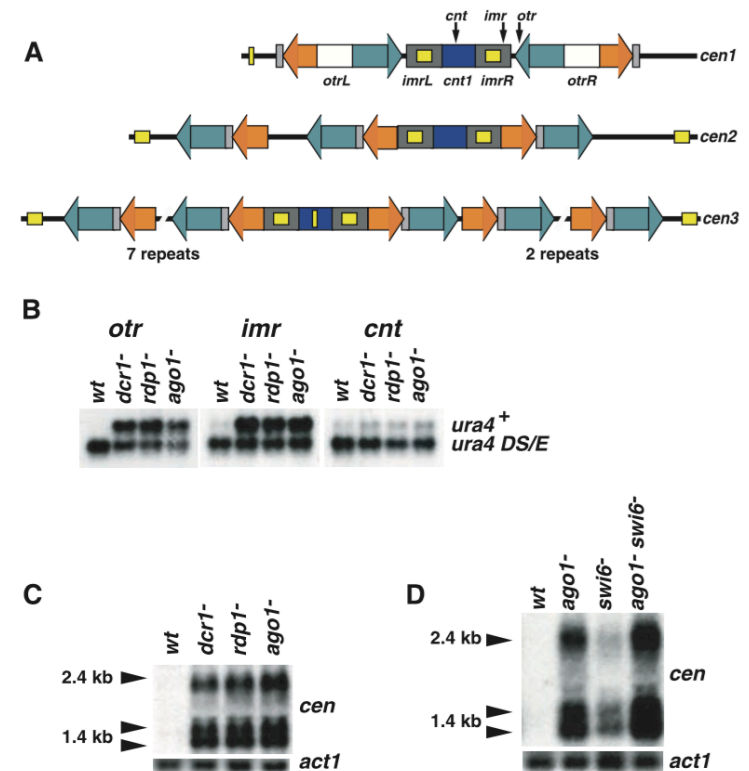 A
cnt imr otr
cen1
otrL imrL cnt1 imrR otrR
cen2
cen3
7 repeats 2 repeats
B
otr imr cnt
wt dcr1- rdp1- ago1- wt dcr1- rdp1- ago1- wt dcr1- rdp1- ago1-
ura4+
ura4 DS/E
C
wt dcr1- rdp1- ago1-
2.4 kb
cen
1.4 kb
act1
D
wt ago1- swi6- ago1- swi6-
2.4 kb
cen
1.4 kb
act1